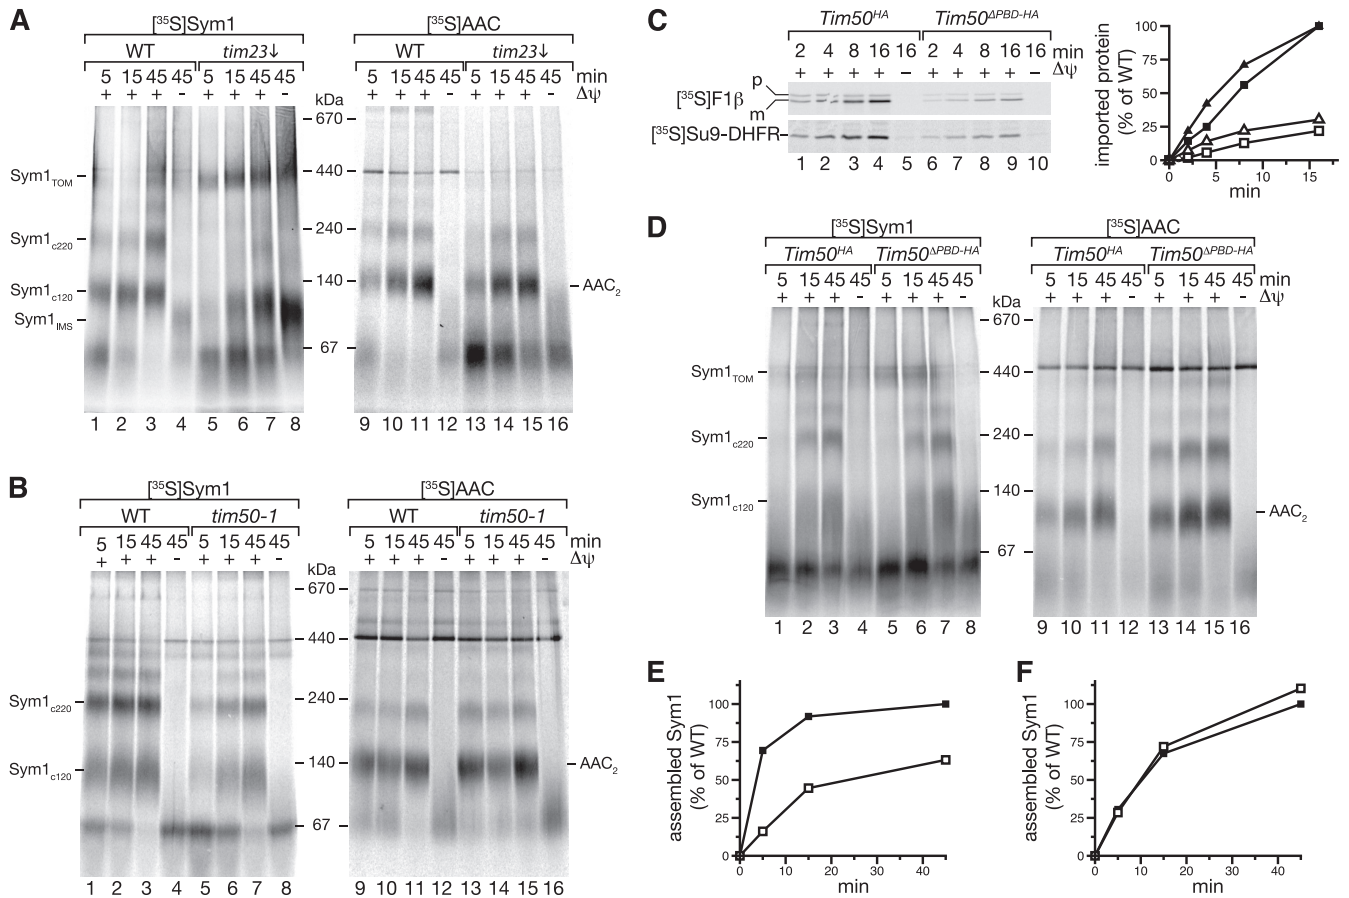 A
[³⁵S]Sym1
[³⁵S]AAC
WT
tim23↓
WT
tim23↓
5 15 45 45 5 15 45 45
5 15 45 45 5 15 45 45 min
+ + + - + + + -
+ + + - + + + - Δψ
kDa
670
440
240
140
67
Sym1TOM
Sym1c220
Sym1c120
Sym1IMS
AAC₂
1 2 3 4 5 6 7 8
9 10 11 12 13 14 15 16
B
[³⁵S]Sym1
[³⁵S]AAC
WT
tim50-1
WT
tim50-1
5 15 45 45 5 15 45 45
5 15 45 45 5 15 45 45 min
+ + + - + + + -
+ + + - + + + - Δψ
kDa
670
440
240
140
67
Sym1c220
Sym1c120
AAC₂
1 2 3 4 5 6 7 8
9 10 11 12 13 14 15 16
C
Tim50HA
Tim50ΔPBD-HA
2 4 8 16 16 2 4 8 16 16 min
+ + + + - + + + + - Δψ
p
[³⁵S]F1β
m
[³⁵S]Su9-DHFR
1 2 3 4 5 6 7 8 9 10
imported protein
(% of WT)
100
75
50
25
0
0 5 10 15
min
D
[³⁵S]Sym1
[³⁵S]AAC
Tim50HA
Tim50ΔPBD-HA
Tim50HA
Tim50ΔPBD-HA
5 15 45 45 5 15 45 45
5 15 45 45 5 15 45 45 min
+ + + - + + + -
+ + + - + + + - Δψ
kDa
670
440
240
140
67
Sym1TOM
Sym1c220
Sym1c120
AAC₂
1 2 3 4 5 6 7 8
9 10 11 12 13 14 15 16
E
assembled Sym1
(% of WT)
100
75
50
25
0
0 10 20 30 40
min
F
assembled Sym1
(% of WT)
100
75
50
25
0
0 10 20 30 40
min